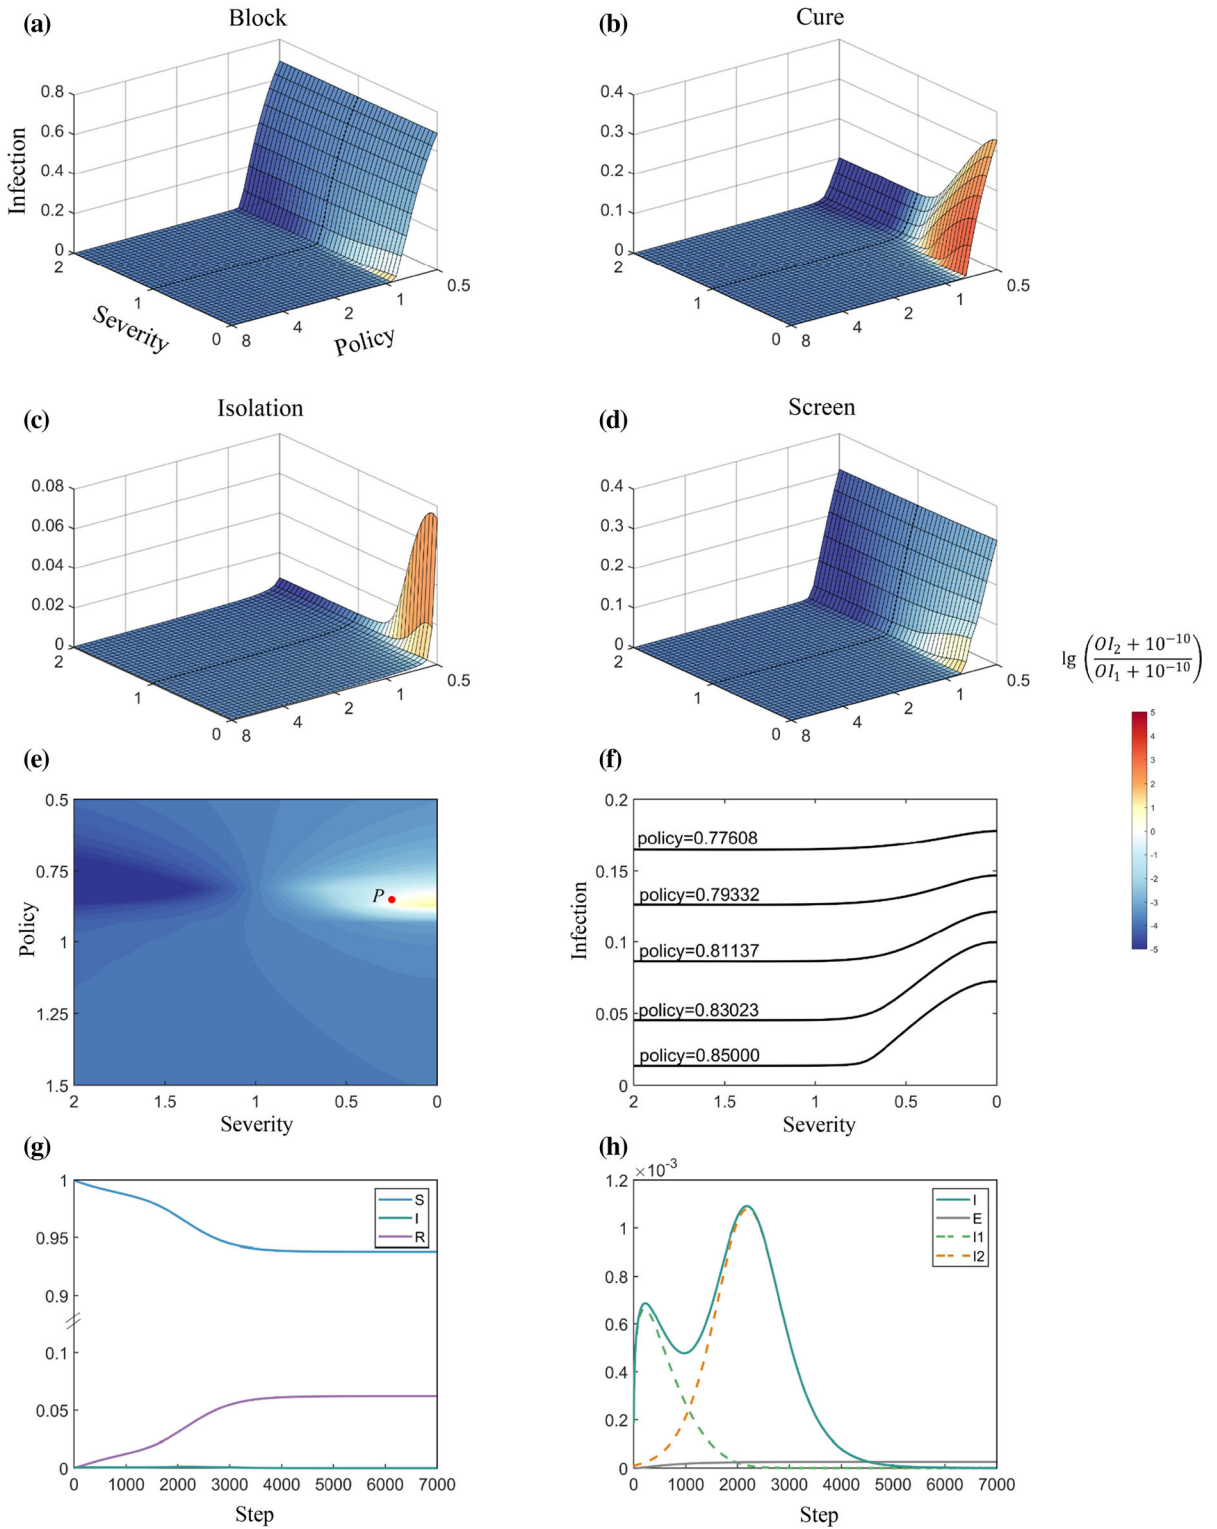 (a)
Block
0.8
0.6
0.4
0.2
0
Infection
2
1
0
Severity
8
4
2
1
0.5
Policy
(b)
Cure
0.4
0.3
0.2
0.1
0
2
1
0
8
4
2
1
0.5
(c)
Isolation
0.08
0.06
0.04
0.02
0
2
1
0
8
4
2
1
0.5
(d)
Screen
0.4
0.3
0.2
0.1
0
2
1
0
8
4
2
1
0.5
lg (OI₂ + 10⁻¹⁰ / OI₁ + 10⁻¹⁰)
5
4
3
2
1
0
-1
-2
-3
-4
-5
(e)
0.5
0.75
1
1.25
1.5
Policy
P
2
1.5
1
0.5
0
Severity
(f)
0.2
0.15
0.1
0.05
0
Infection
policy=0.77608
policy=0.79332
policy=0.81137
policy=0.83023
policy=0.85000
2
1.5
1
0.5
0
Severity
(g)
1
0.95
0.9
0.1
0.05
0
S
I
R
0 1000 2000 3000 4000 5000 6000 7000
Step
(h)
×10⁻³
1.2
1
0.8
0.6
0.4
0.2
0
I
E
I1
I2
0 1000 2000 3000 4000 5000 6000 7000
Step